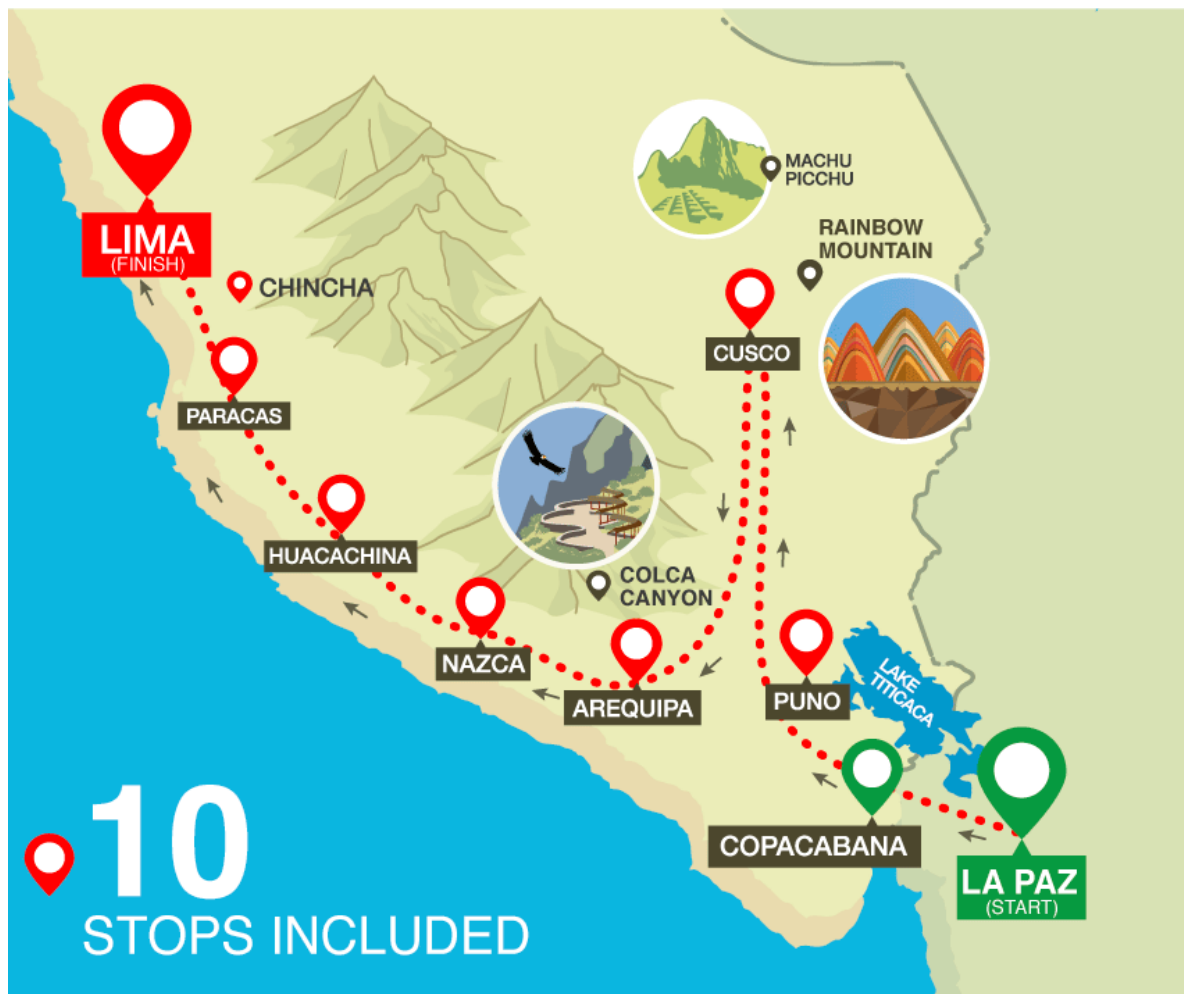 MACHU
PICCHU
RAINBOW
MOUNTAIN
LIMA
(FINISH)
CHINCHA
CUSCO
PARACAS
HUACACHINA
COLCA
CANYON
NAZCA
AREQUIPA
PUNO
LAKE
TITICACA
COPACABANA
LA PAZ
(START)
10
STOPS INCLUDED